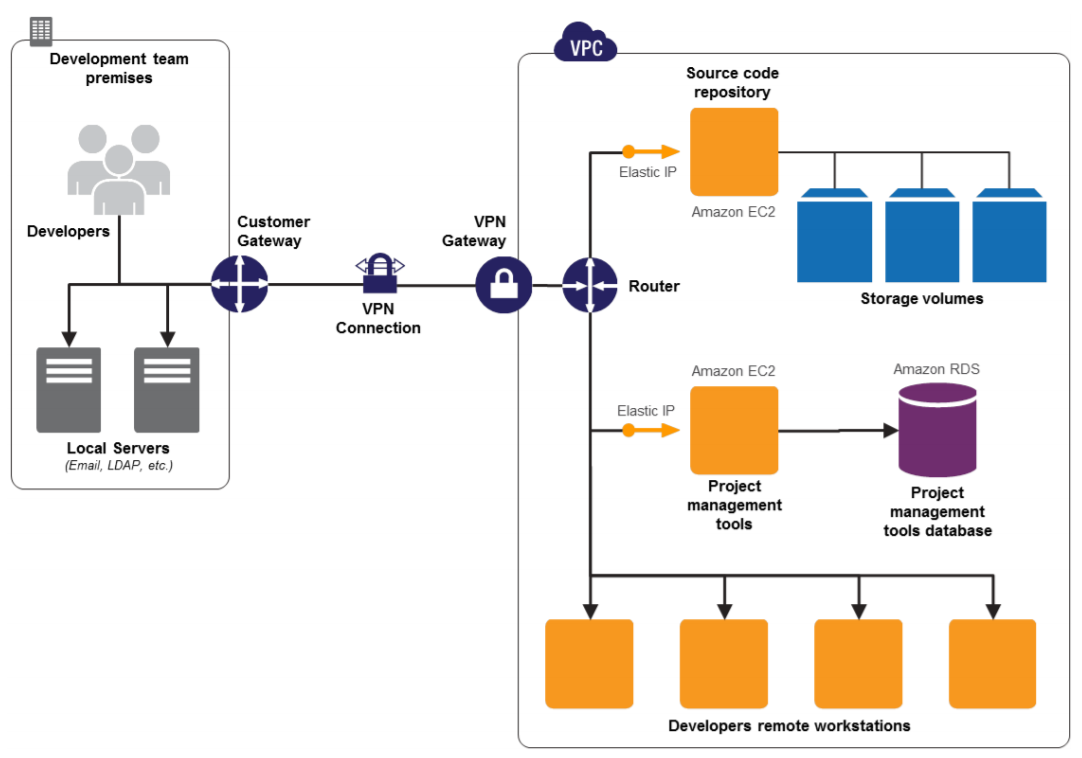 Development team
premises
Developers
Local Servers
(Email, LDAP, etc.)
Customer
Gateway
VPN
Connection
VPN
Gateway
VPC
Router
Source code
repository
Elastic IP
Amazon EC2
Storage volumes
Amazon EC2
Elastic IP
Project
management
tools
Amazon RDS
Project
management
tools database
Developers remote workstations